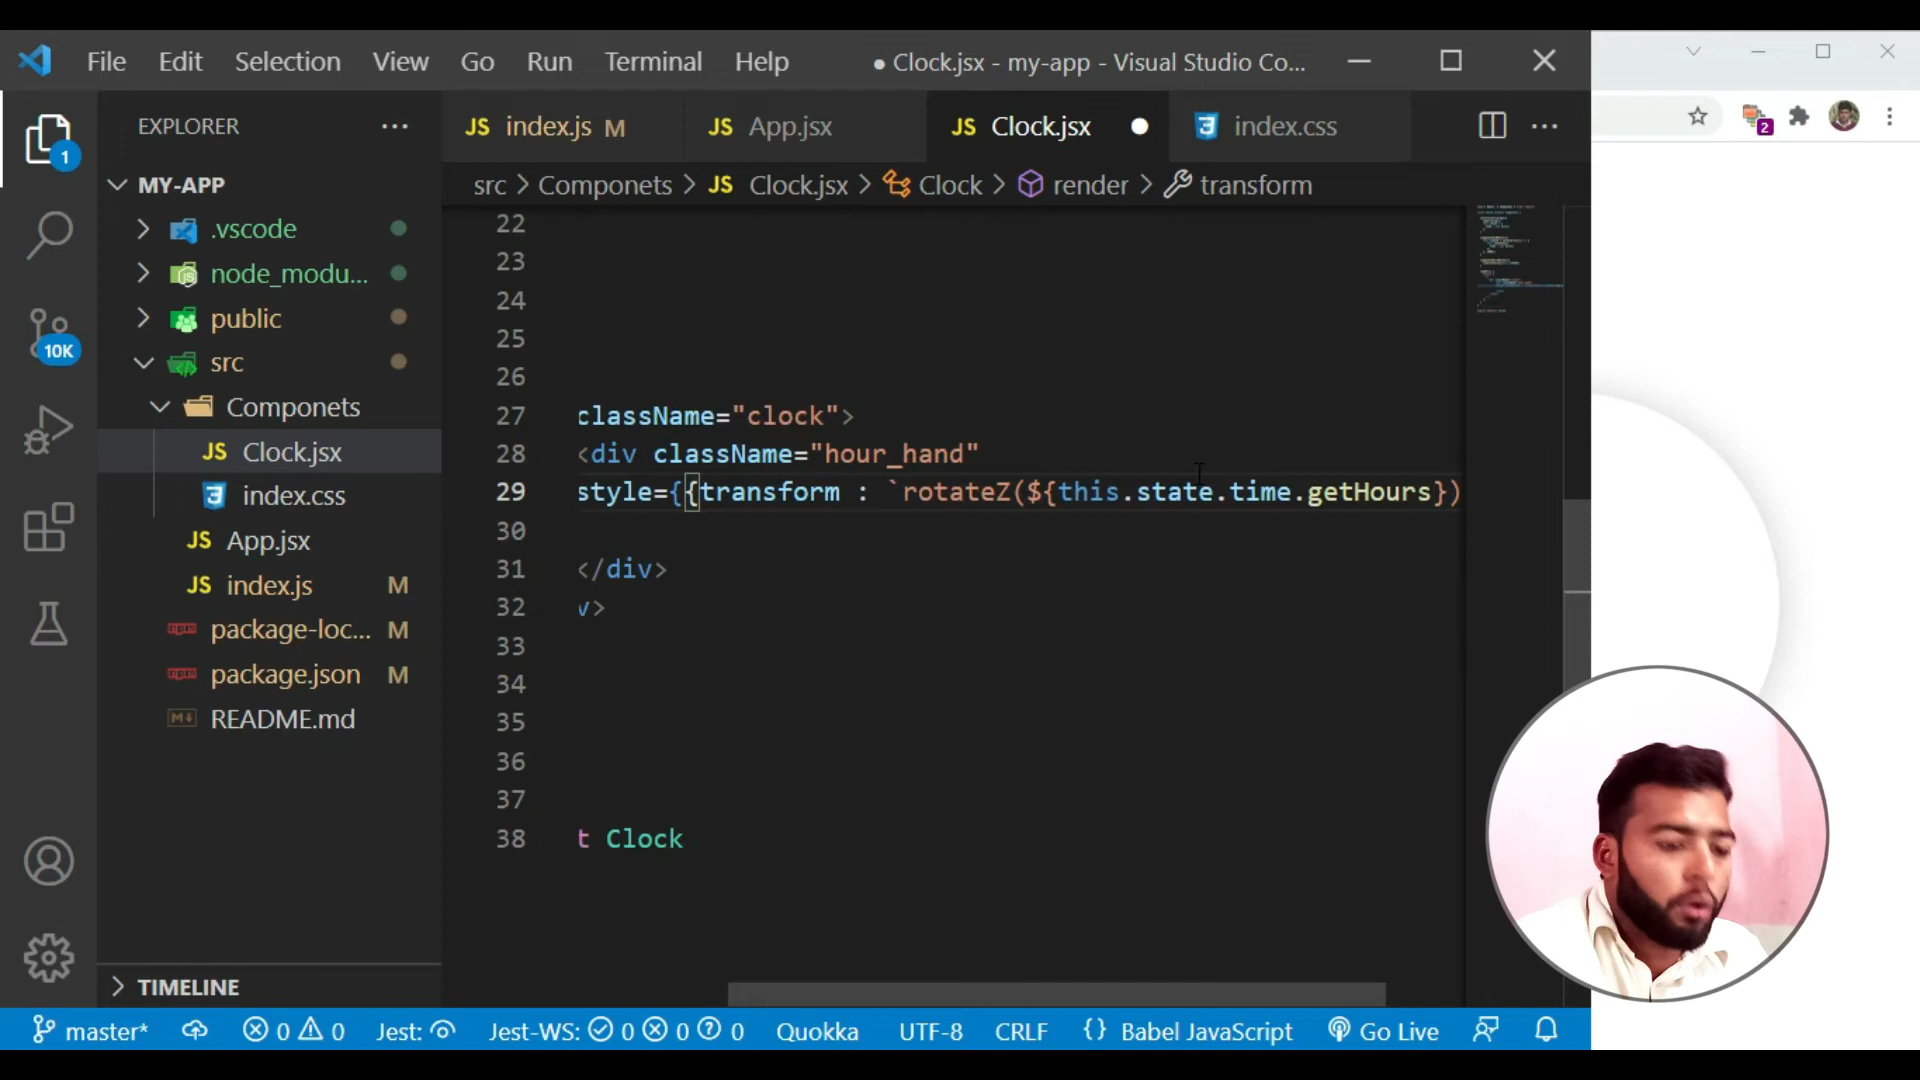 File Edit Selection View Go Run Terminal Help ● Clock.jsx - my-app - Visual Studio Co...
EXPLORER ...
JS index.js M JS App.jsx JS Clock.jsx ● 3 index.css ...
src > Componets > JS Clock.jsx > Clock > render > transform
1
10K
2
MY-APP
.vscode
node_modu...
public
src
Componets
JS Clock.jsx
3 index.css
JS App.jsx
JS index.js M
npm package-loc... M
npm package.json M
M↓ README.md
TIMELINE
22
23
24
25
26
27 className="clock">
28 <div className="hour_hand"
29 style={{transform : `rotateZ(${this.state.time.getHours})
30
31 </div>
32 v>
33
34
35
36
37
38 t Clock
master* 0 0 Jest: Jest-WS: 0 0 0 Quokka UTF-8 CRLF {} Babel JavaScript Go Live